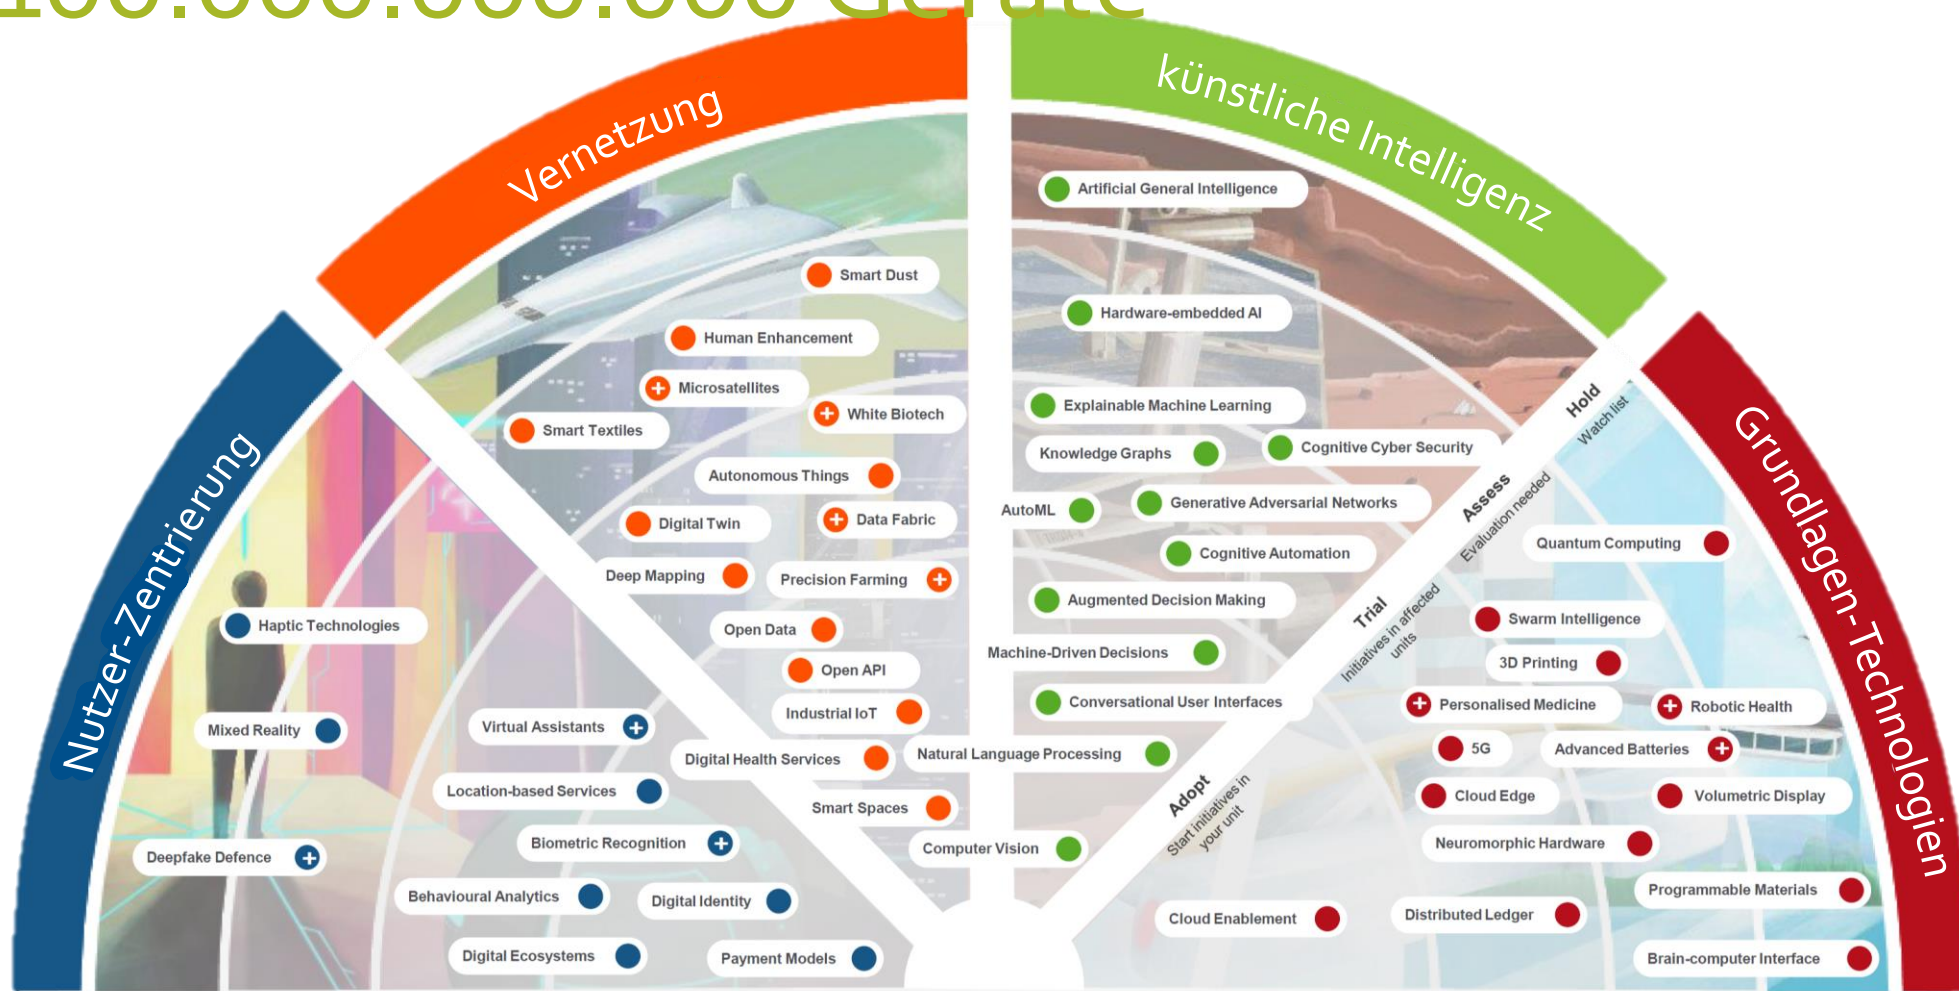 100.000.000.000 Geräte
Nutzer-Zentrierung
Vernetzung
künstliche Intelligenz
Grundlagen-Technologien
Haptic Technologies
Mixed Reality
Virtual Assistants
Location-based Services
Biometric Recognition
Deepfake Defence
Behavioural Analytics
Digital Identity
Digital Ecosystems
Payment Models
Smart Dust
Human Enhancement
Microsatellites
White Biotech
Smart Textiles
Autonomous Things
Digital Twin
Data Fabric
Deep Mapping
Precision Farming
Open Data
Open API
Industrial IoT
Digital Health Services
Smart Spaces
Artificial General Intelligence
Hardware-embedded AI
Explainable Machine Learning
Knowledge Graphs
Cognitive Cyber Security
AutoML
Generative Adversarial Networks
Cognitive Automation
Augmented Decision Making
Machine-Driven Decisions
Conversational User Interfaces
Natural Language Processing
Computer Vision
Hold
Watch list
Assess
Evaluation needed
Trial
Initiatives in affected
units
Adopt
Start initiatives in
your unit
Quantum Computing
Swarm Intelligence
3D Printing
Personalised Medicine
Robotic Health
5G
Advanced Batteries
Cloud Edge
Volumetric Display
Neuromorphic Hardware
Programmable Materials
Cloud Enablement
Distributed Ledger
Brain-computer Interface